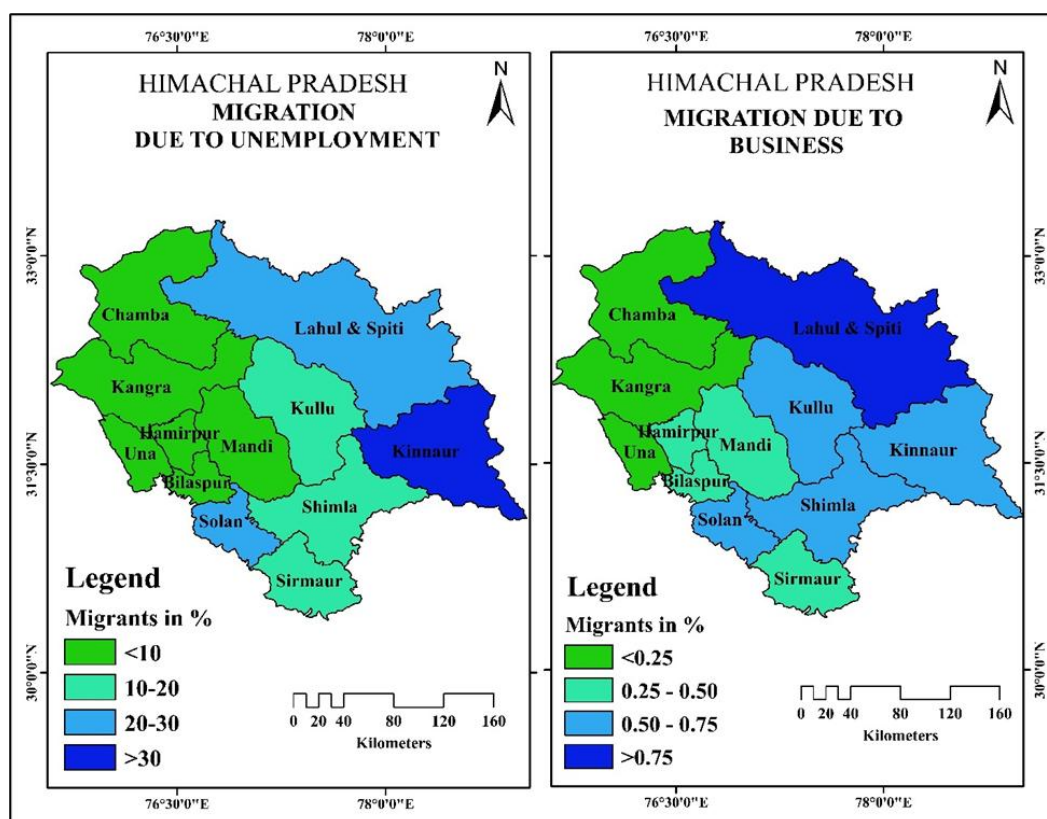 76°30'0"E 78°0'0"E
HIMACHAL PRADESH
MIGRATION
DUE TO UNEMPLOYMENT
N
33°0'0"N
31°30'0"N
30°0'0"N
Chamba
Lahul & Spiti
Kangra
Kullu
Hamirpur
Mandi
Una
Kinnaur
Bilaspur
Shimla
Solan
Sirmaur
Legend
Migrants in %
<10
10-20
20-30
>30
0 20 40 80 120 160
Kilometers
76°30'0"E 78°0'0"E
76°30'0"E 78°0'0"E
HIMACHAL PRADESH
MIGRATION DUE TO
BUSINESS
N
Chamba
Lahul & Spiti
Kangra
Kullu
Hamirpur
Mandi
Una
Kinnaur
Bilaspur
Shimla
Solan
Sirmaur
Legend
Migrants in %
<0.25
0.25 - 0.50
0.50 - 0.75
>0.75
0 20 40 80 120 160
Kilometers
33°0'0"N
31°30'0"N
30°0'0"N
76°30'0"E 78°0'0"E